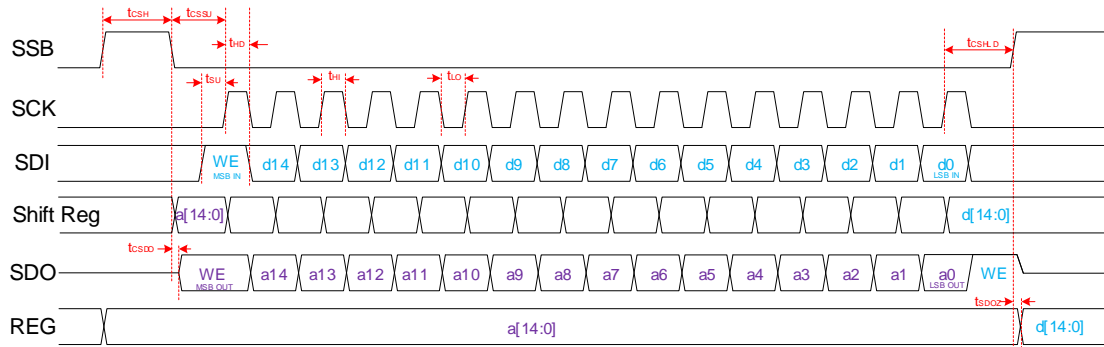 tCSH tCSSU
SSB tHD tCSHLD
tSU tHI tLO
SCK
SDI WE d14 d13 d12 d11 d10 d9 d8 d7 d6 d5 d4 d3 d2 d1 d0
MSB IN LSB IN
Shift Reg a[14:0] d[14:0]
tCSDO
SDO WE a14 a13 a12 a11 a10 a9 a8 a7 a6 a5 a4 a3 a2 a1 a0 WE
MSB OUT LSB OUT
tSDOZ
REG a[14:0] d[14:0]